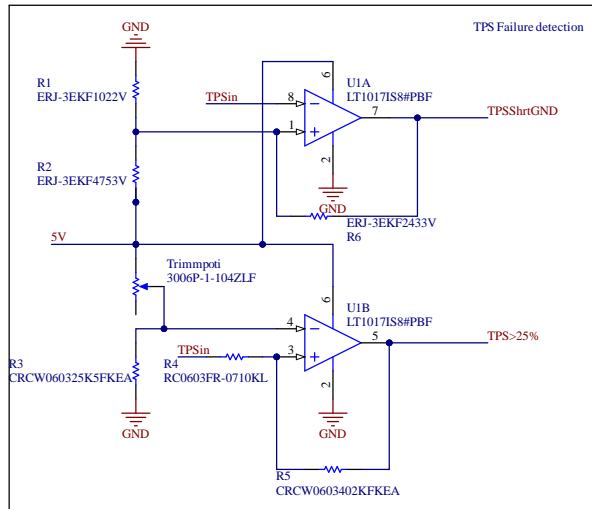 GND
TPS Failure detection
R1
ERJ-3EKF1022V
U1A
LT1017IS8#PBF
6
TPSin
8
1
7
TPSShrtGND
2
R2
ERJ-3EKF4753V
GND
ERJ-3EKF2433V
R6
5V
Trimmpoti
3006P-1-104ZLF
6
U1B
LT1017IS8#PBF
4
TPSin
3
5
TPS>25%
R3
CRCW060325K5FKEA
R4
RC0603FR-0710KL
2
GND
GND
R5
CRCW0603402KFKEA